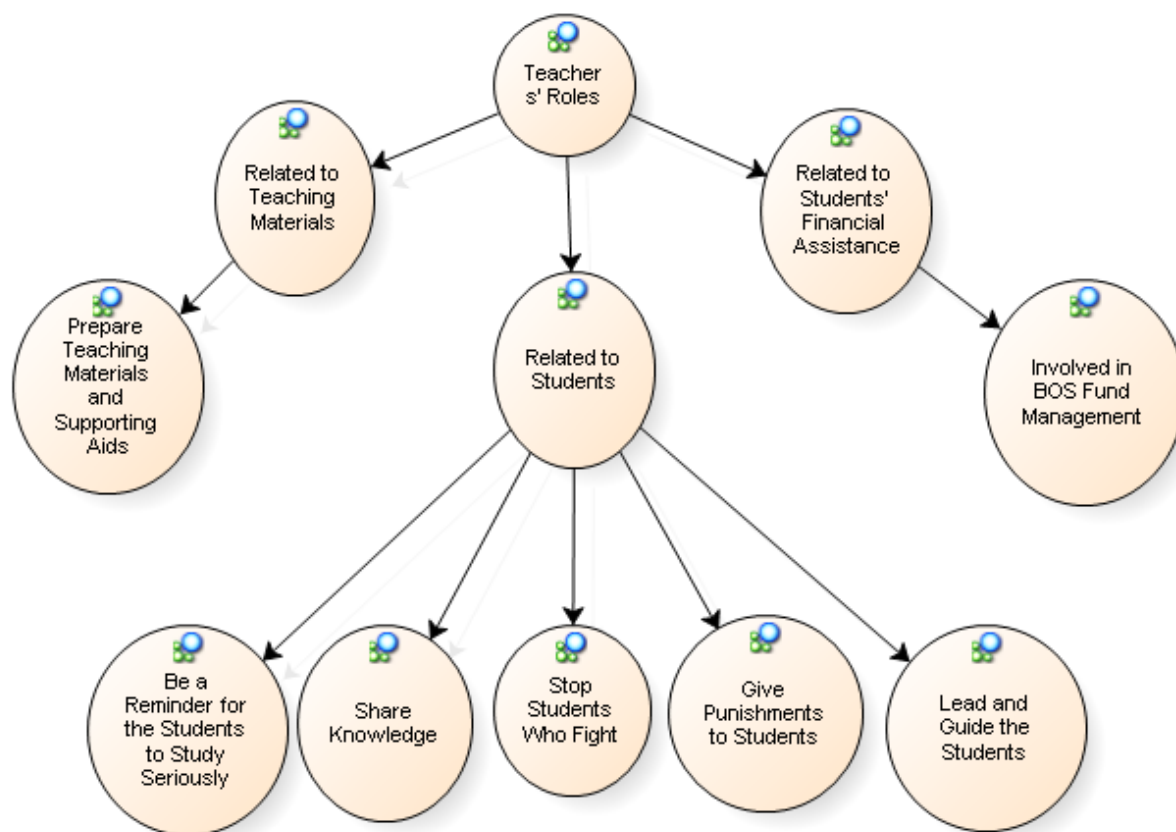 Teacher
s' Roles
Related to
Teaching
Materials
Related to
Students'
Financial
Assistance
Prepare
Teaching
Materials
and
Supporting
Aids
Related to
Students
Involved in
BOS Fund
Management
Be a
Reminder for
the Students
to Study
Seriously
Share
Knowledge
Stop
Students
Who Fight
Give
Punishments
to Students
Lead and
Guide the
Students